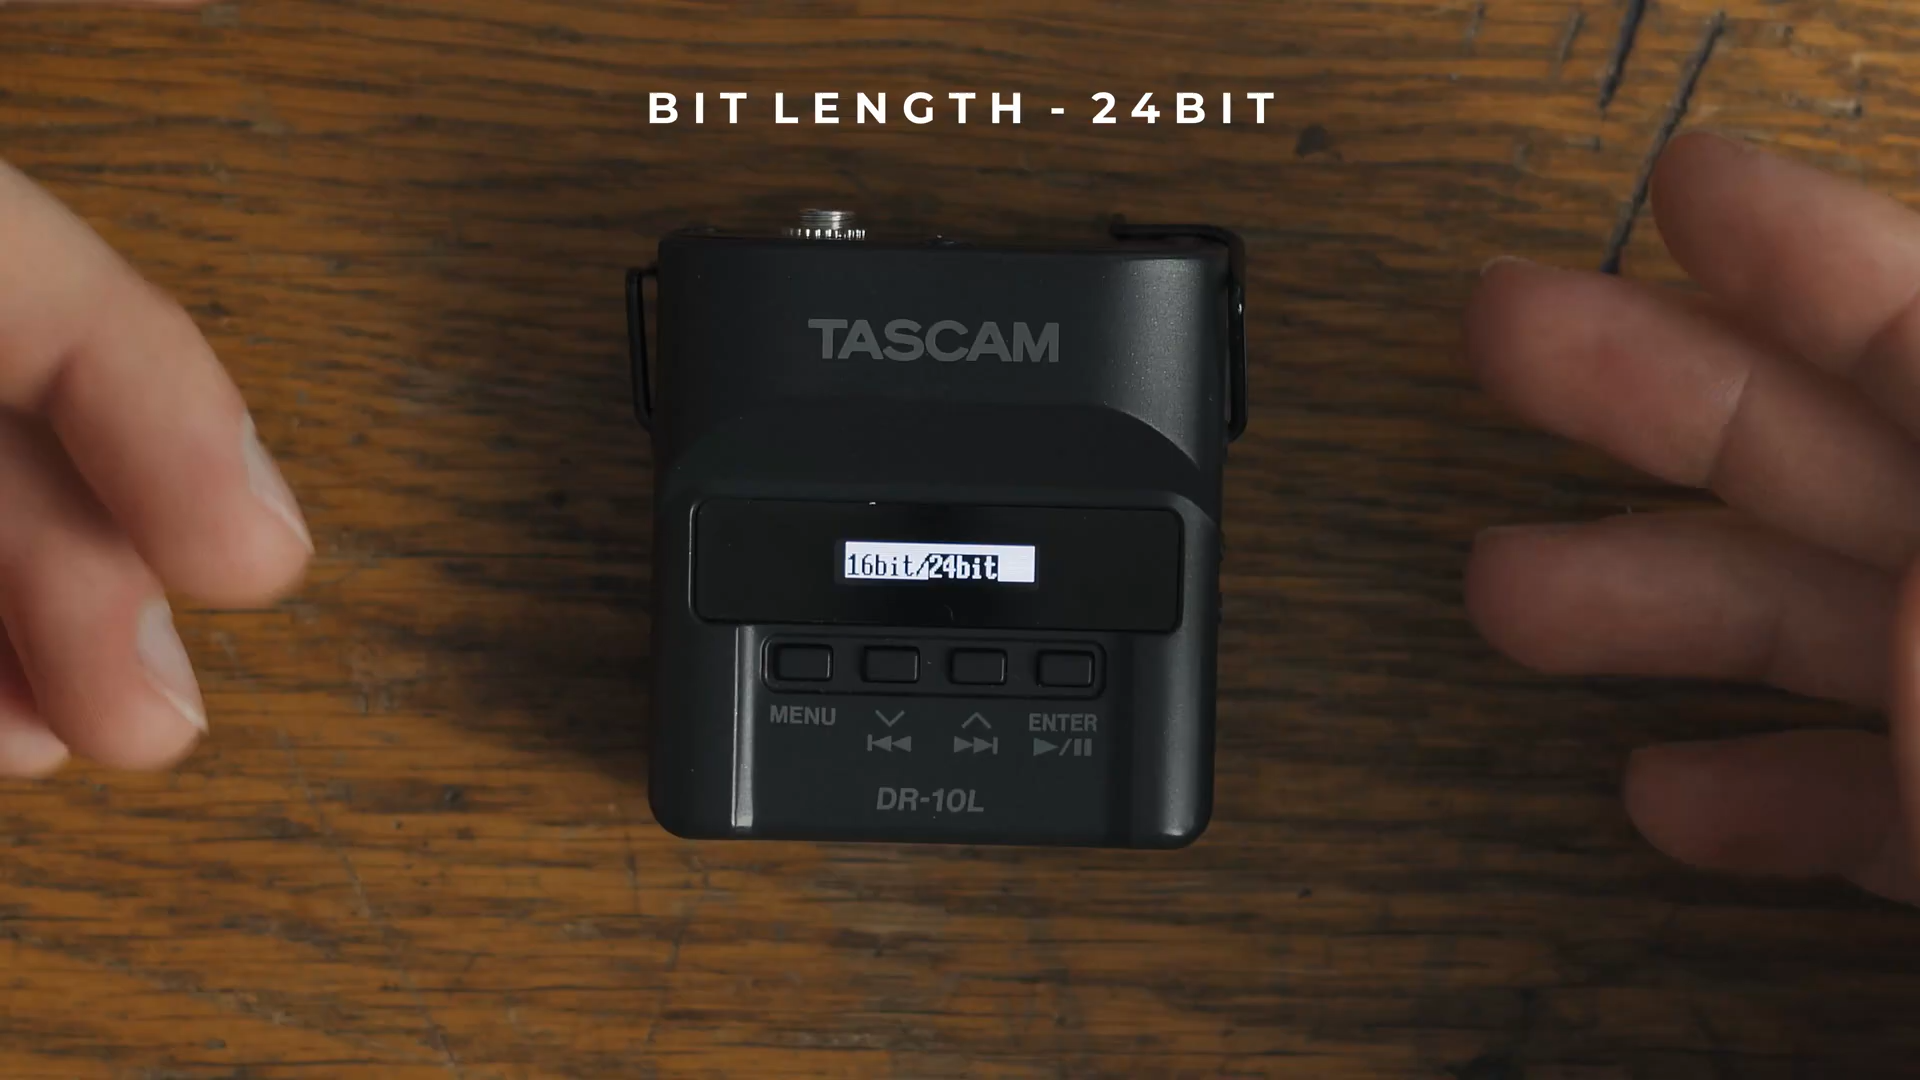 BIT LENGTH - 24BIT
TASCAM
16bit/24bit
MENU
ENTER
DR-10L